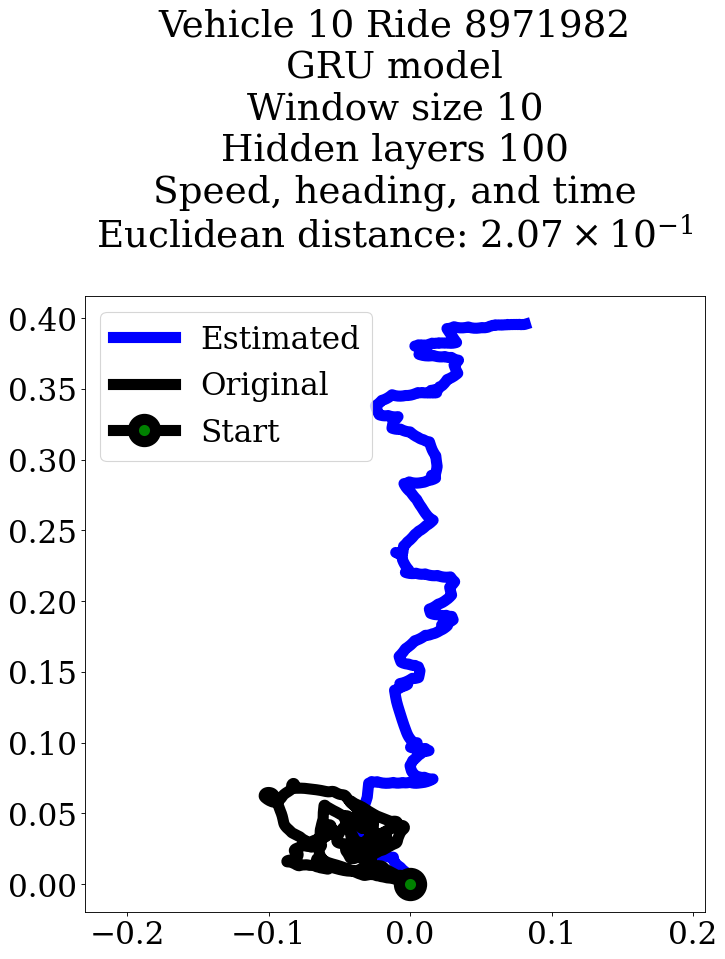 Vehicle 10 Ride 8971982
GRU model
Window size 10
Hidden layers 100
Speed, heading, and time
Euclidean distance: 2.07 × 10⁻¹
Estimated
Original
Start
0.40
0.35
0.30
0.25
0.20
0.15
0.10
0.05
0.00
−0.2 −0.1 0.0 0.1 0.2